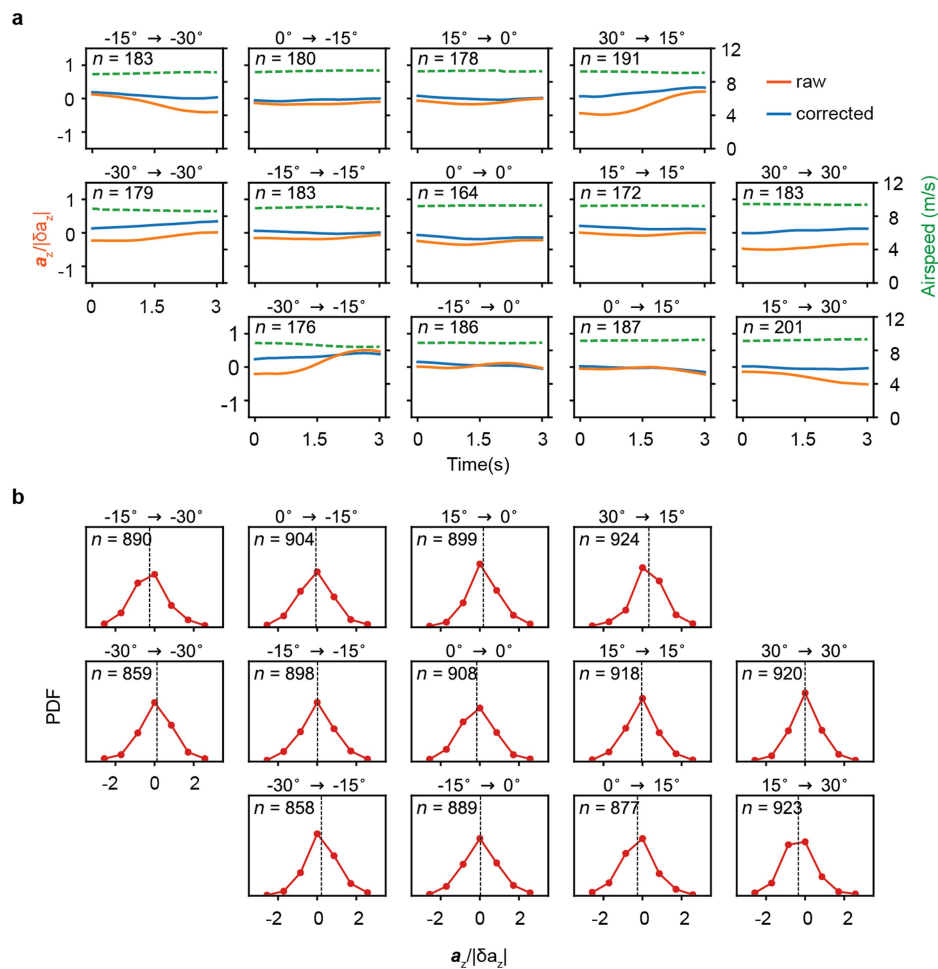 a
-15° → -30° 0° → -15° 15° → 0° 30° → 15°
1 n = 183 n = 180 n = 178 n = 191 12
raw
0 8
corrected
4
-1 0
-30° → -30° -15° → -15° 0° → 0° 15° → 15° 30° → 30°
1 n = 179 n = 183 n = 164 n = 172 n = 183 12
a_z/|δa_z| 0 8 Airspeed (m/s)
4
-1 0
0 1.5 3
-30° → -15° -15° → 0° 0° → 15° 15° → 30°
1 n = 176 n = 186 n = 187 n = 201 12
0 8
4
-1 0
0 1.5 3 0 1.5 3 0 1.5 3 0 1.5 3
Time(s)
b
-15° → -30° 0° → -15° 15° → 0° 30° → 15°
n = 890 n = 904 n = 899 n = 924
-30° → -30° -15° → -15° 0° → 0° 15° → 15° 30° → 30°
n = 859 n = 898 n = 908 n = 918 n = 920
PDF
-2 0 2
-30° → -15° -15° → 0° 0° → 15° 15° → 30°
n = 858 n = 889 n = 877 n = 923
-2 0 2 -2 0 2 -2 0 2 -2 0 2
a_z/|δa_z|